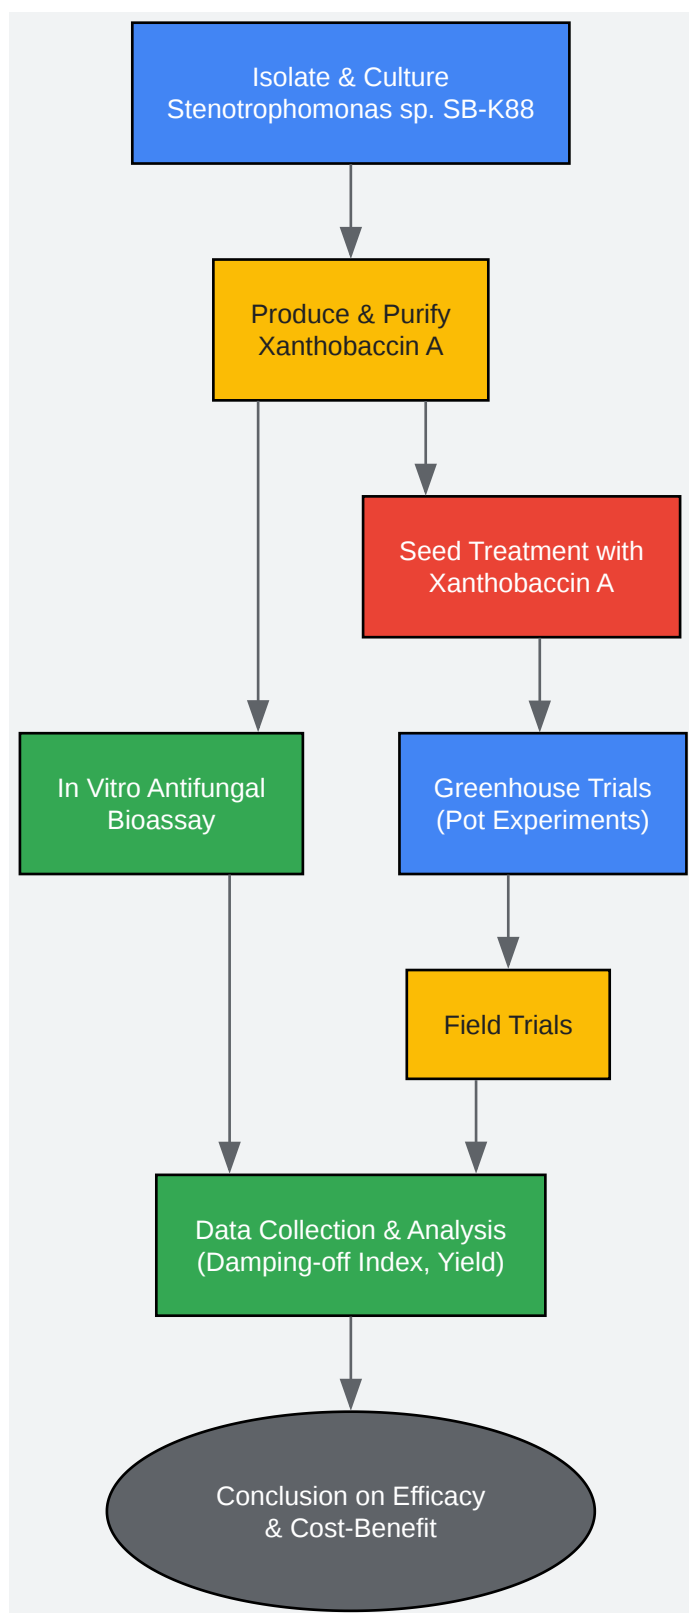 Isolate & Culture
Stenotrophomonas sp. SB-K88
Produce & Purify
Xanthobaccin A
Seed Treatment with
Xanthobaccin A
In Vitro Antifungal
Bioassay
Greenhouse Trials
(Pot Experiments)
Field Trials
Data Collection & Analysis
(Damping-off Index, Yield)
Conclusion on Efficacy
& Cost-Benefit